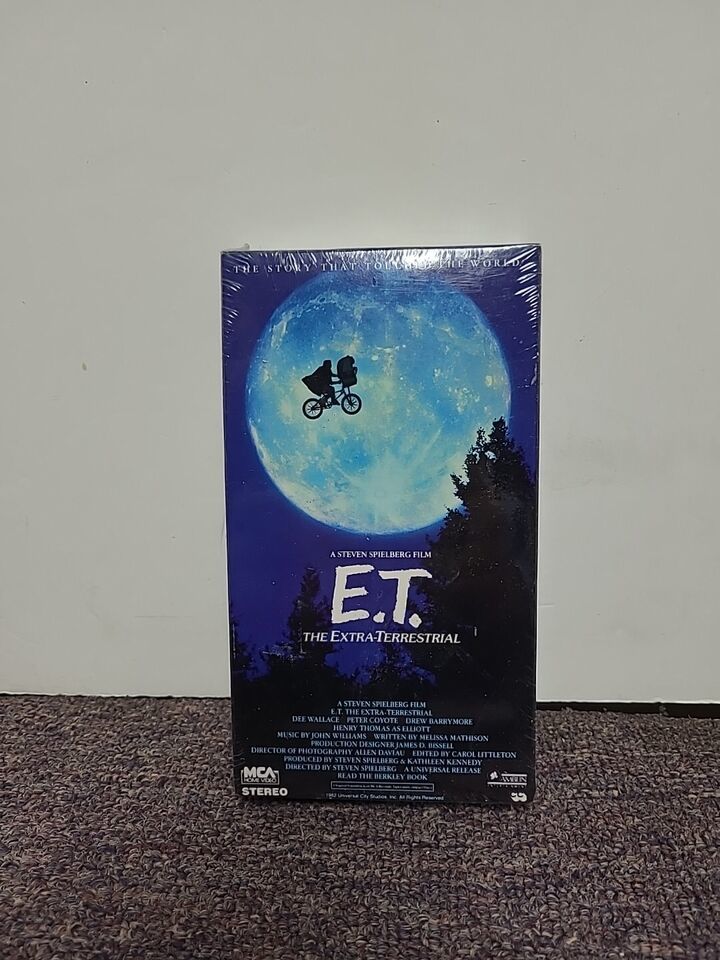 THE STORY THAT TOUCHED THE WORLD
A STEVEN SPIELBERG FILM
E.T.
THE EXTRA-TERRESTRIAL
A STEVEN SPIELBERG FILM
E.T. THE EXTRA-TERRESTRIAL
DEE WALLACE PETER COYOTE DREW BARRYMORE
HENRY THOMAS AS ELLIOTT
MUSIC BY JOHN WILLIAMS WRITTEN BY MELISSA MATHISON
PRODUCTION DESIGNER JAMES D. BISSELL
DIRECTOR OF PHOTOGRAPHY ALLEN DAVIAU EDITED BY CAROL LITTLETON
PRODUCED BY STEVEN SPIELBERG & KATHLEEN KENNEDY
DIRECTED BY STEVEN SPIELBERG A UNIVERSAL RELEASE
READ THE BERKLEY BOOK
MCA
HOME VIDEO
STEREO
AMBLIN
1982 Universal City Studios, Inc. All Rights Reserved